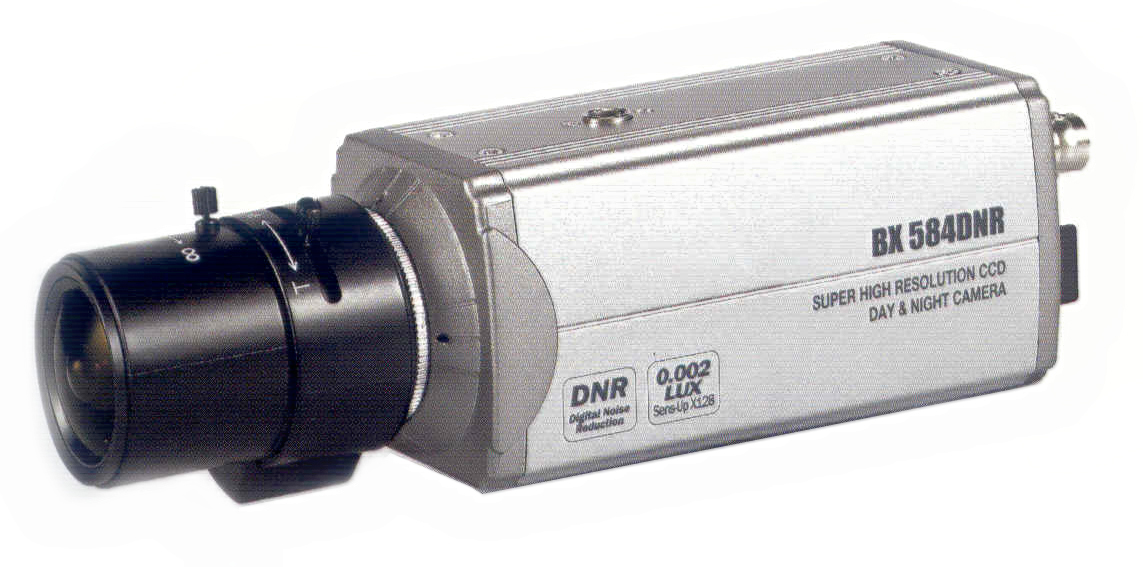 ∞
T
BX 584DNR
SUPER HIGH RESOLUTION CCD
DAY & NIGHT CAMERA
DNR
Digital Noise
Reduction
0.002
LUX
Sens-Up X128